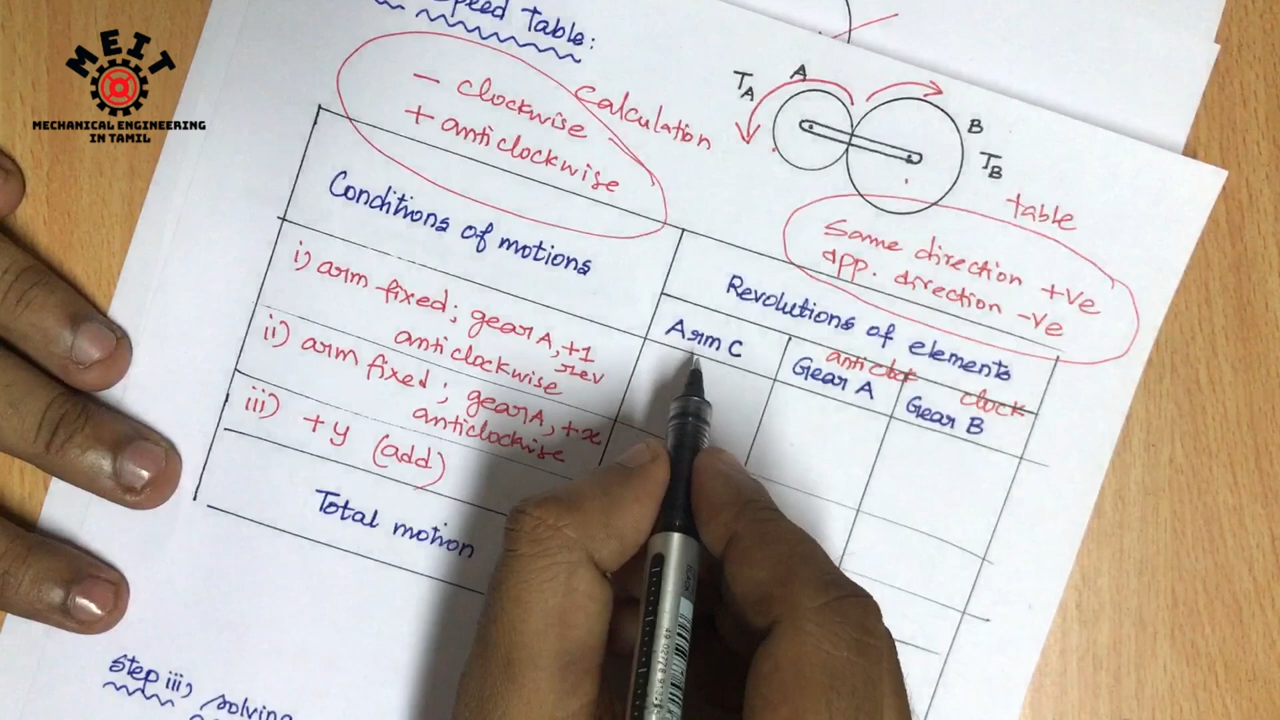 MEIT
MECHANICAL ENGINEERING
IN TAMIL
Speed table:
- clockwise
+ anticlockwise
Calculation
TA
A
B
TB
table
Same direction +ve
opp. direction -ve
Conditions of motions
Revolutions of elements
Arm C
anticlock
Gear A
clock
Gear B
i) arm fixed; gear A, +1
rev
anticlockwise
ii) arm fixed; gear A, +x
anticlockwise
iii) +y (add)
Total motion
Step iii, solving